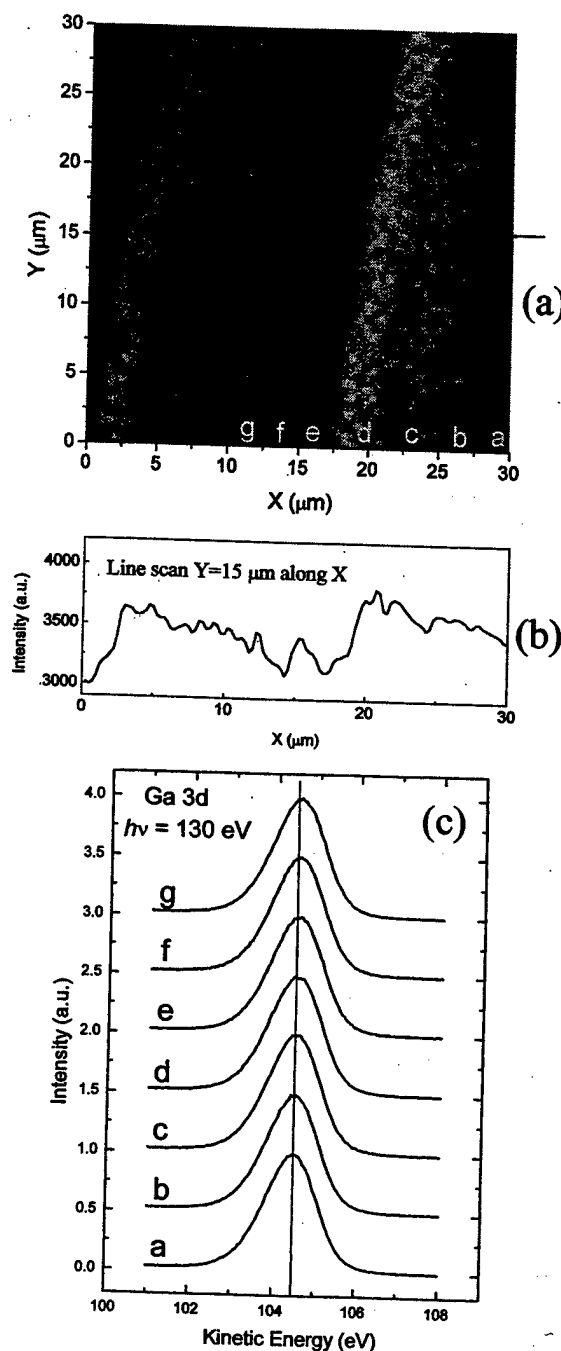 30
25
20
15
10
5
0
Y (μm)
(a)
g f e d c b a
0 5 10 15 20 25 30
X (μm)
4000
3500
3000
Intensity (a.u.)
Line scan Y=15 μm along X
(b)
0 10 20 30
X (μm)
4.0
3.5
3.0
2.5
2.0
1.5
1.0
0.5
0.0
Intensity (a.u.)
Ga 3d
hν = 130 eV
(c)
g
f
e
d
c
b
a
100 102 104 106 108
Kinetic Energy (eV)